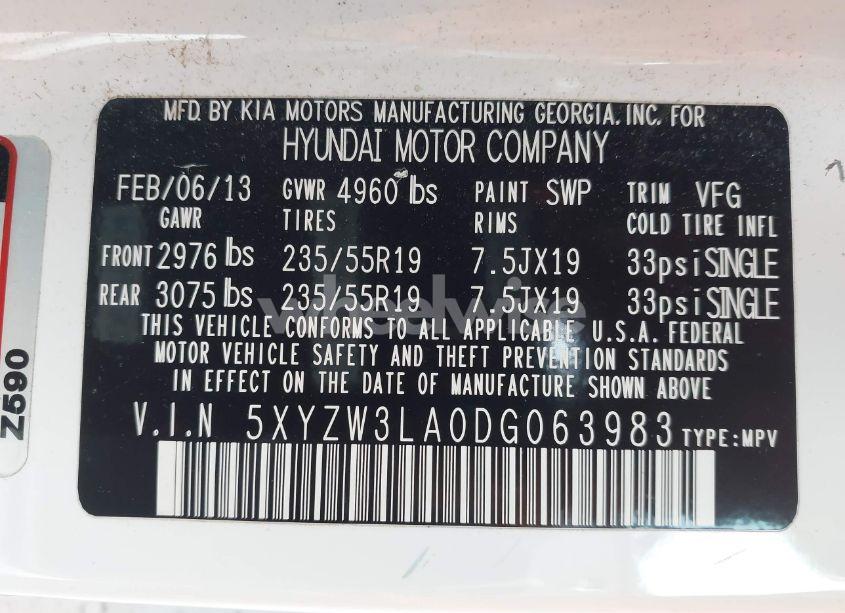 MFD. BY KIA MOTORS MANUFACTURING GEORGIA. INC. FOR
HYUNDAI MOTOR COMPANY
FEB/06/13 GVWR 4960 lbs PAINT SWP TRIM VFG
GAWR TIRES RIMS COLD TIRE INFL
FRONT 2976 lbs 235/55R19 7.5JX19 33psi SINGLE
REAR 3075 lbs 235/55R19 7.5JX19 33psi SINGLE
wheelwise
THIS VEHICLE CONFORMS TO ALL APPLICABLE U.S.A. FEDERAL
MOTOR VEHICLE SAFETY AND THEFT PREVENTION STANDARDS
IN EFFECT ON THE DATE OF MANUFACTURE SHOWN ABOVE
V.I.N 5XYZW3LA0DG063983 TYPE:MPV
Z590